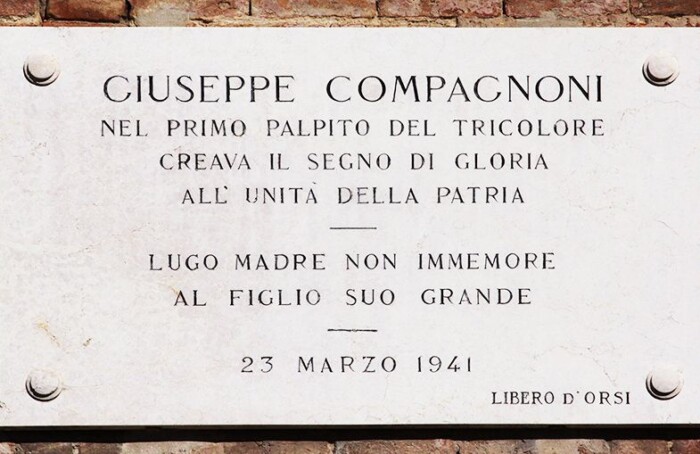 GIUSEPPE COMPAGNONI
NEL PRIMO PALPITO DEL TRICOLORE
CREAVA IL SEGNO DI GLORIA
ALL' UNITÀ DELLA PATRIA
LUGO MADRE NON IMMEMORE
AL FIGLIO SUO GRANDE
23 MARZO 1941
LIBERO D'ORSI